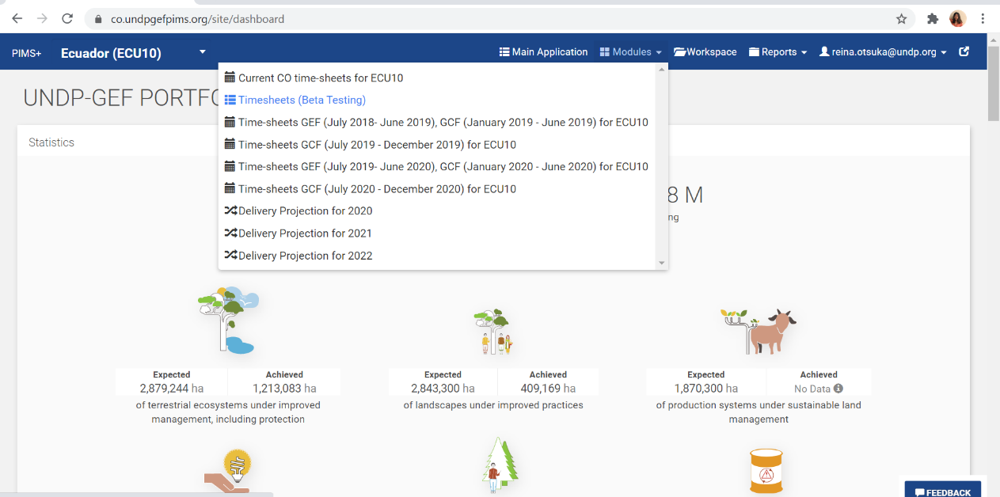 co.undpgefpims.org/site/dashboard
PIMS+ Ecuador (ECU10) Main Application Modules Workspace Reports reina.otsuka@undp.org
UNDP-GEF PORTFO
Current CO time-sheets for ECU10
Timesheets (Beta Testing)
Time-sheets GEF (July 2018- June 2019), GCF (January 2019 - June 2019) for ECU10
Time-sheets GCF (July 2019 - December 2019) for ECU10
Time-sheets GEF (July 2019- June 2020), GCF (January 2020 - June 2020) for ECU10
Time-sheets GCF (July 2020 - December 2020) for ECU10
Delivery Projection for 2020
Delivery Projection for 2021
Delivery Projection for 2022
Statistics
8 M
ng
Expected Achieved
2,879,244 ha 1,213,083 ha
of terrestrial ecosystems under improved
management, including protection
Expected Achieved
2,843,300 ha 409,169 ha
of landscapes under improved practices
Expected Achieved
1,870,300 ha No Data
of production systems under sustainable land
management
FEEDBACK